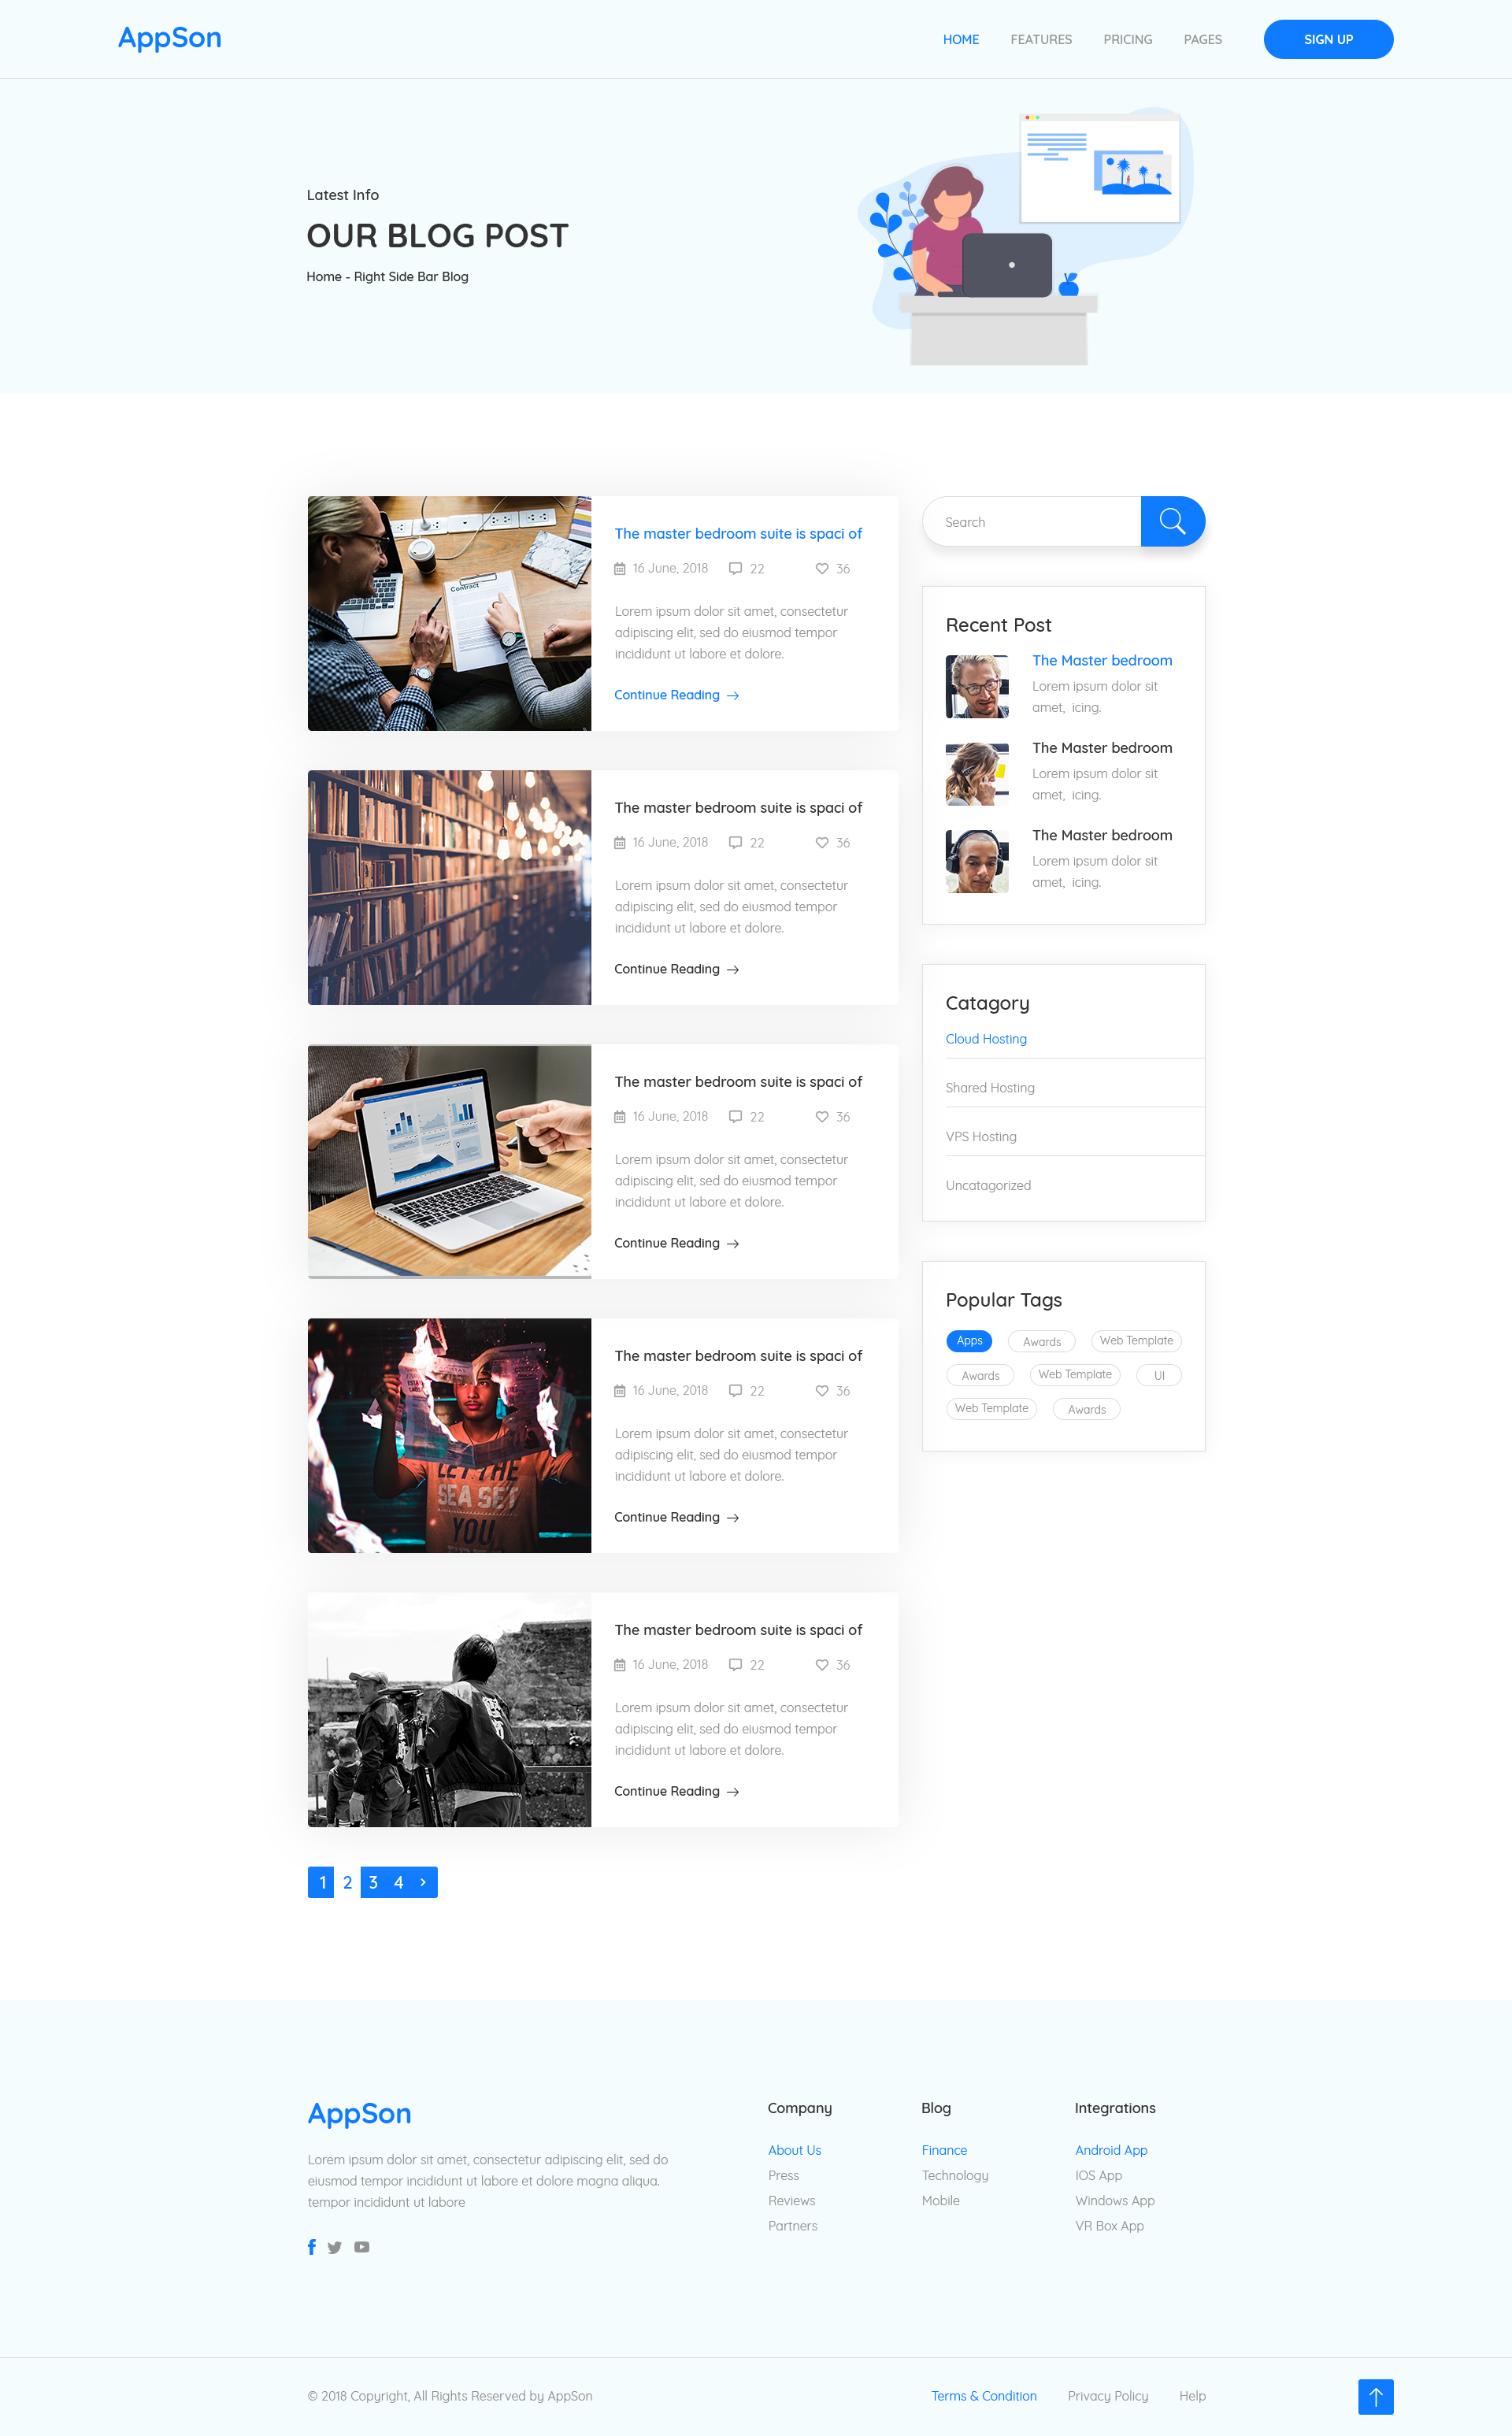 AppSon
HOME FEATURES PRICING PAGES SIGN UP
Latest Info
OUR BLOG POST
Home - Right Side Bar Blog
Contract
The master bedroom suite is spaci of
16 June, 2018 22 36
Lorem ipsum dolor sit amet, consectetur
adipiscing elit, sed do eiusmod tempor
incididunt ut labore et dolore.
Continue Reading
The master bedroom suite is spaci of
16 June, 2018 22 36
Lorem ipsum dolor sit amet, consectetur
adipiscing elit, sed do eiusmod tempor
incididunt ut labore et dolore.
Continue Reading
The master bedroom suite is spaci of
16 June, 2018 22 36
Lorem ipsum dolor sit amet, consectetur
adipiscing elit, sed do eiusmod tempor
incididunt ut labore et dolore.
Continue Reading
LET THE
SEA SET
YOU
The master bedroom suite is spaci of
16 June, 2018 22 36
Lorem ipsum dolor sit amet, consectetur
adipiscing elit, sed do eiusmod tempor
incididunt ut labore et dolore.
Continue Reading
The master bedroom suite is spaci of
16 June, 2018 22 36
Lorem ipsum dolor sit amet, consectetur
adipiscing elit, sed do eiusmod tempor
incididunt ut labore et dolore.
Continue Reading
1 2 3 4 ›
Search
Recent Post
The Master bedroom
Lorem ipsum dolor sit
amet, icing.
The Master bedroom
Lorem ipsum dolor sit
amet, icing.
The Master bedroom
Lorem ipsum dolor sit
amet, icing.
Catagory
Cloud Hosting
Shared Hosting
VPS Hosting
Uncatagorized
Popular Tags
Apps Awards Web Template
Awards Web Template UI
Web Template Awards
AppSon
Lorem ipsum dolor sit amet, consectetur adipiscing elit, sed do
eiusmod tempor incididunt ut labore et dolore magna aliqua.
tempor incididunt ut labore
Company
About Us
Press
Reviews
Partners
Blog
Finance
Technology
Mobile
Integrations
Android App
IOS App
Windows App
VR Box App
© 2018 Copyright, All Rights Reserved by AppSon
Terms & Condition Privacy Policy Help